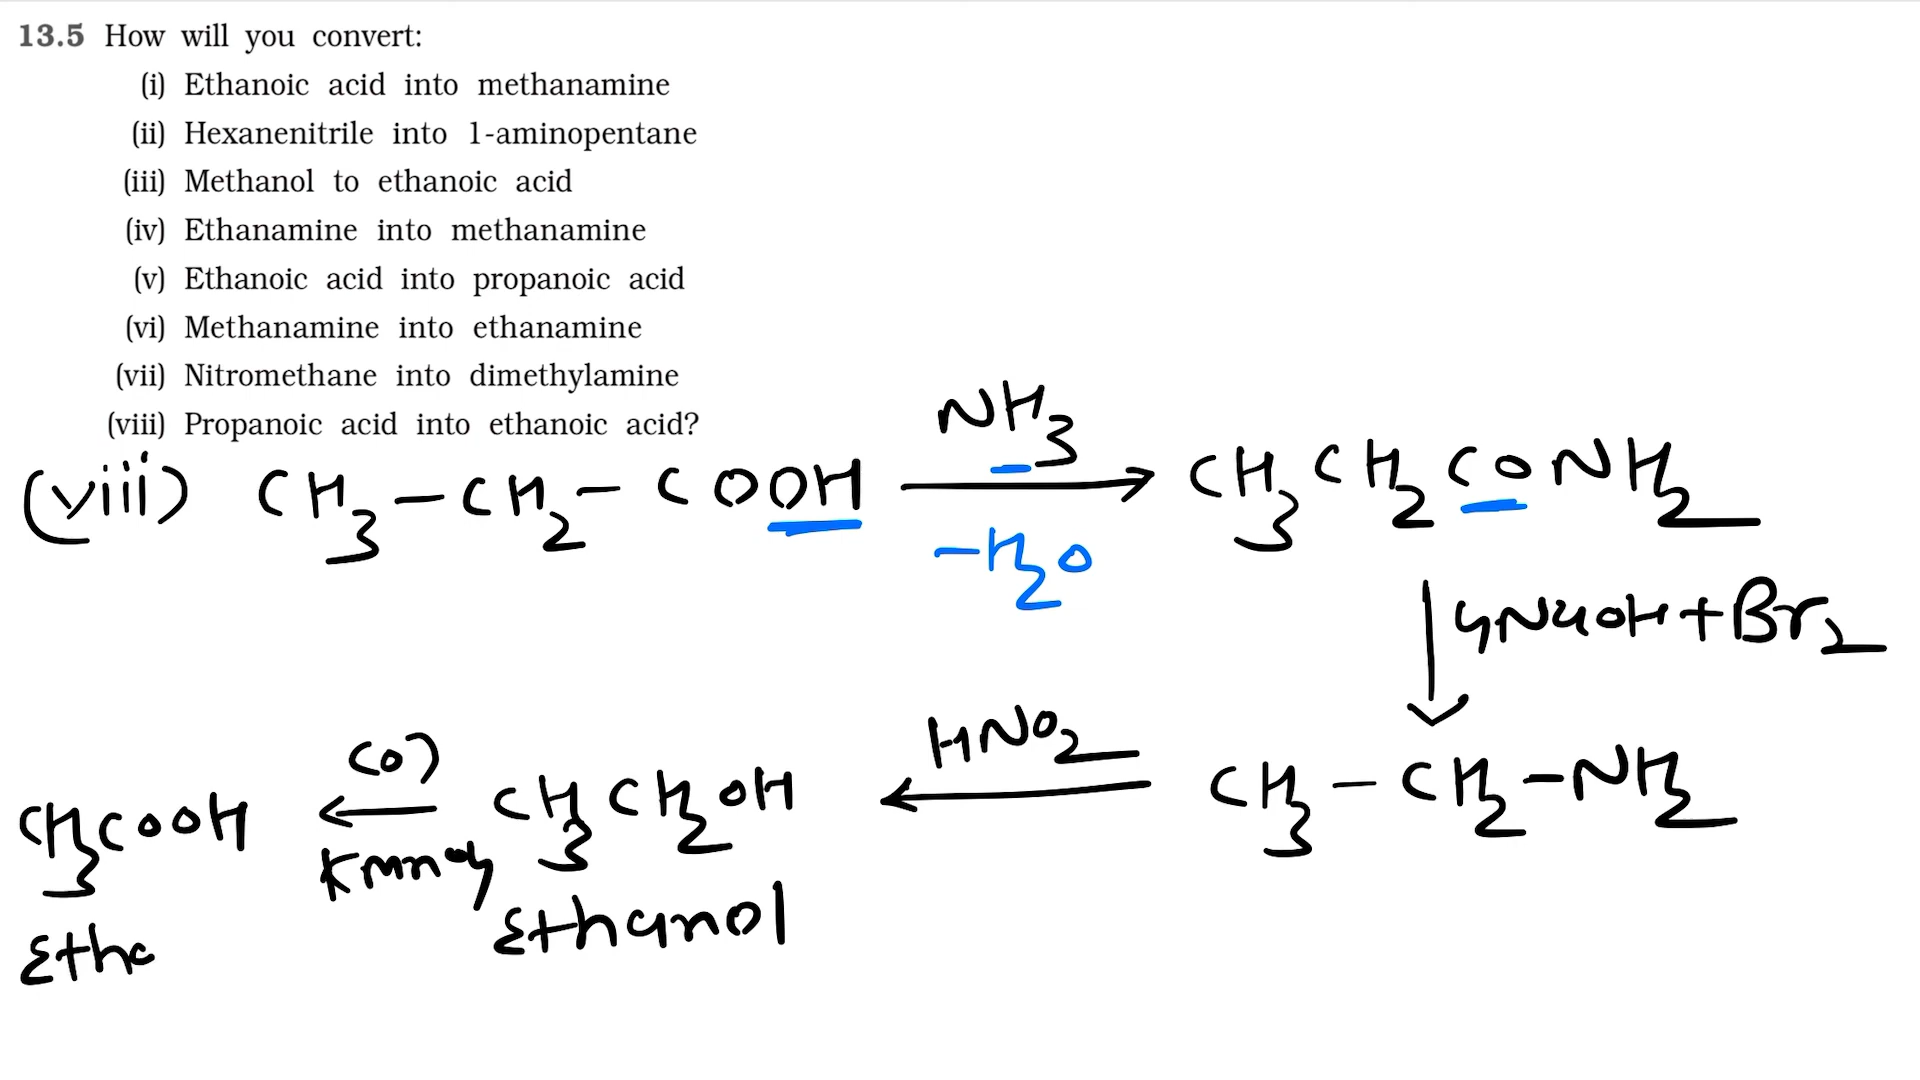 13.5 How will you convert:
(i) Ethanoic acid into methanamine
(ii) Hexanenitrile into 1-aminopentane
(iii) Methanol to ethanoic acid
(iv) Ethanamine into methanamine
(v) Ethanoic acid into propanoic acid
(vi) Methanamine into ethanamine
(vii) Nitromethane into dimethylamine
(viii) Propanoic acid into ethanoic acid?
NH3
(viii) CH3-CH2-COOH → CH3CH2CONH2
-H2O
↓ 4NaOH+Br2
HNO2
(O)
CH3COOH ← CH3CH2OH ← CH3-CH2-NH2
KMnO4
Ethanol
Etha